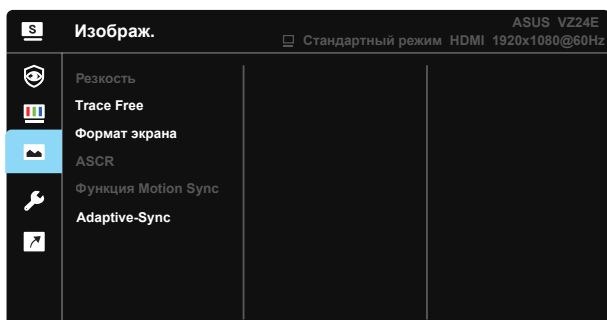 S
Изображ.
ASUS VZ24E
Стандартный режим HDMI 1920x1080@60Hz
Резкость
Trace Free
Формат экрана
ASCR
Функция Motion Sync
Adaptive-Sync